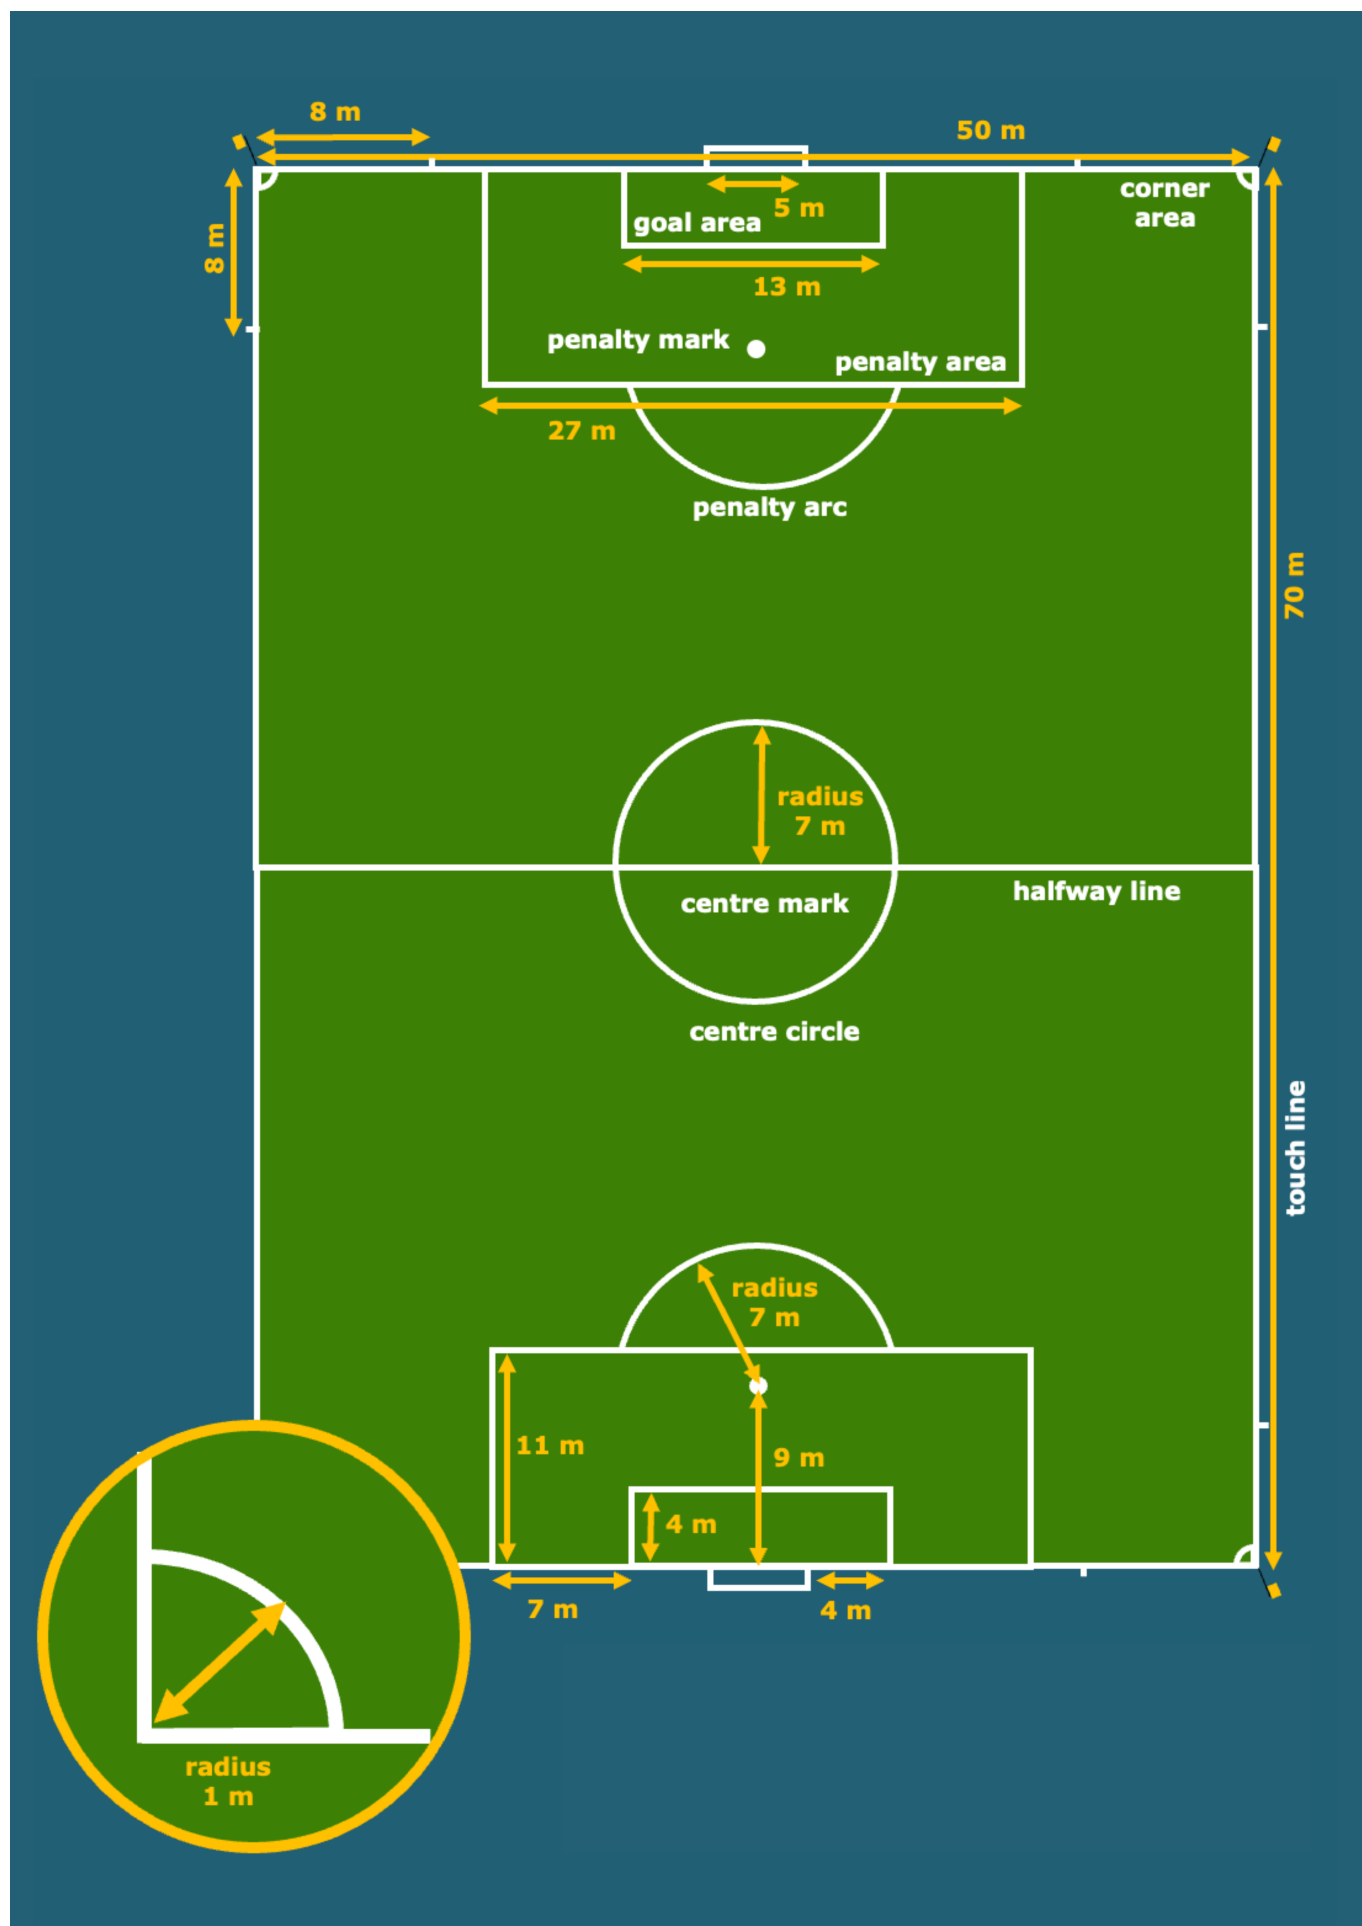 8 m
50 m
corner
area
5 m
goal area
8 m
13 m
penalty mark
penalty area
27 m
penalty arc
70 m
radius
7 m
halfway line
centre mark
centre circle
touch line
radius
7 m
11 m
9 m
4 m
7 m
4 m
radius
1 m